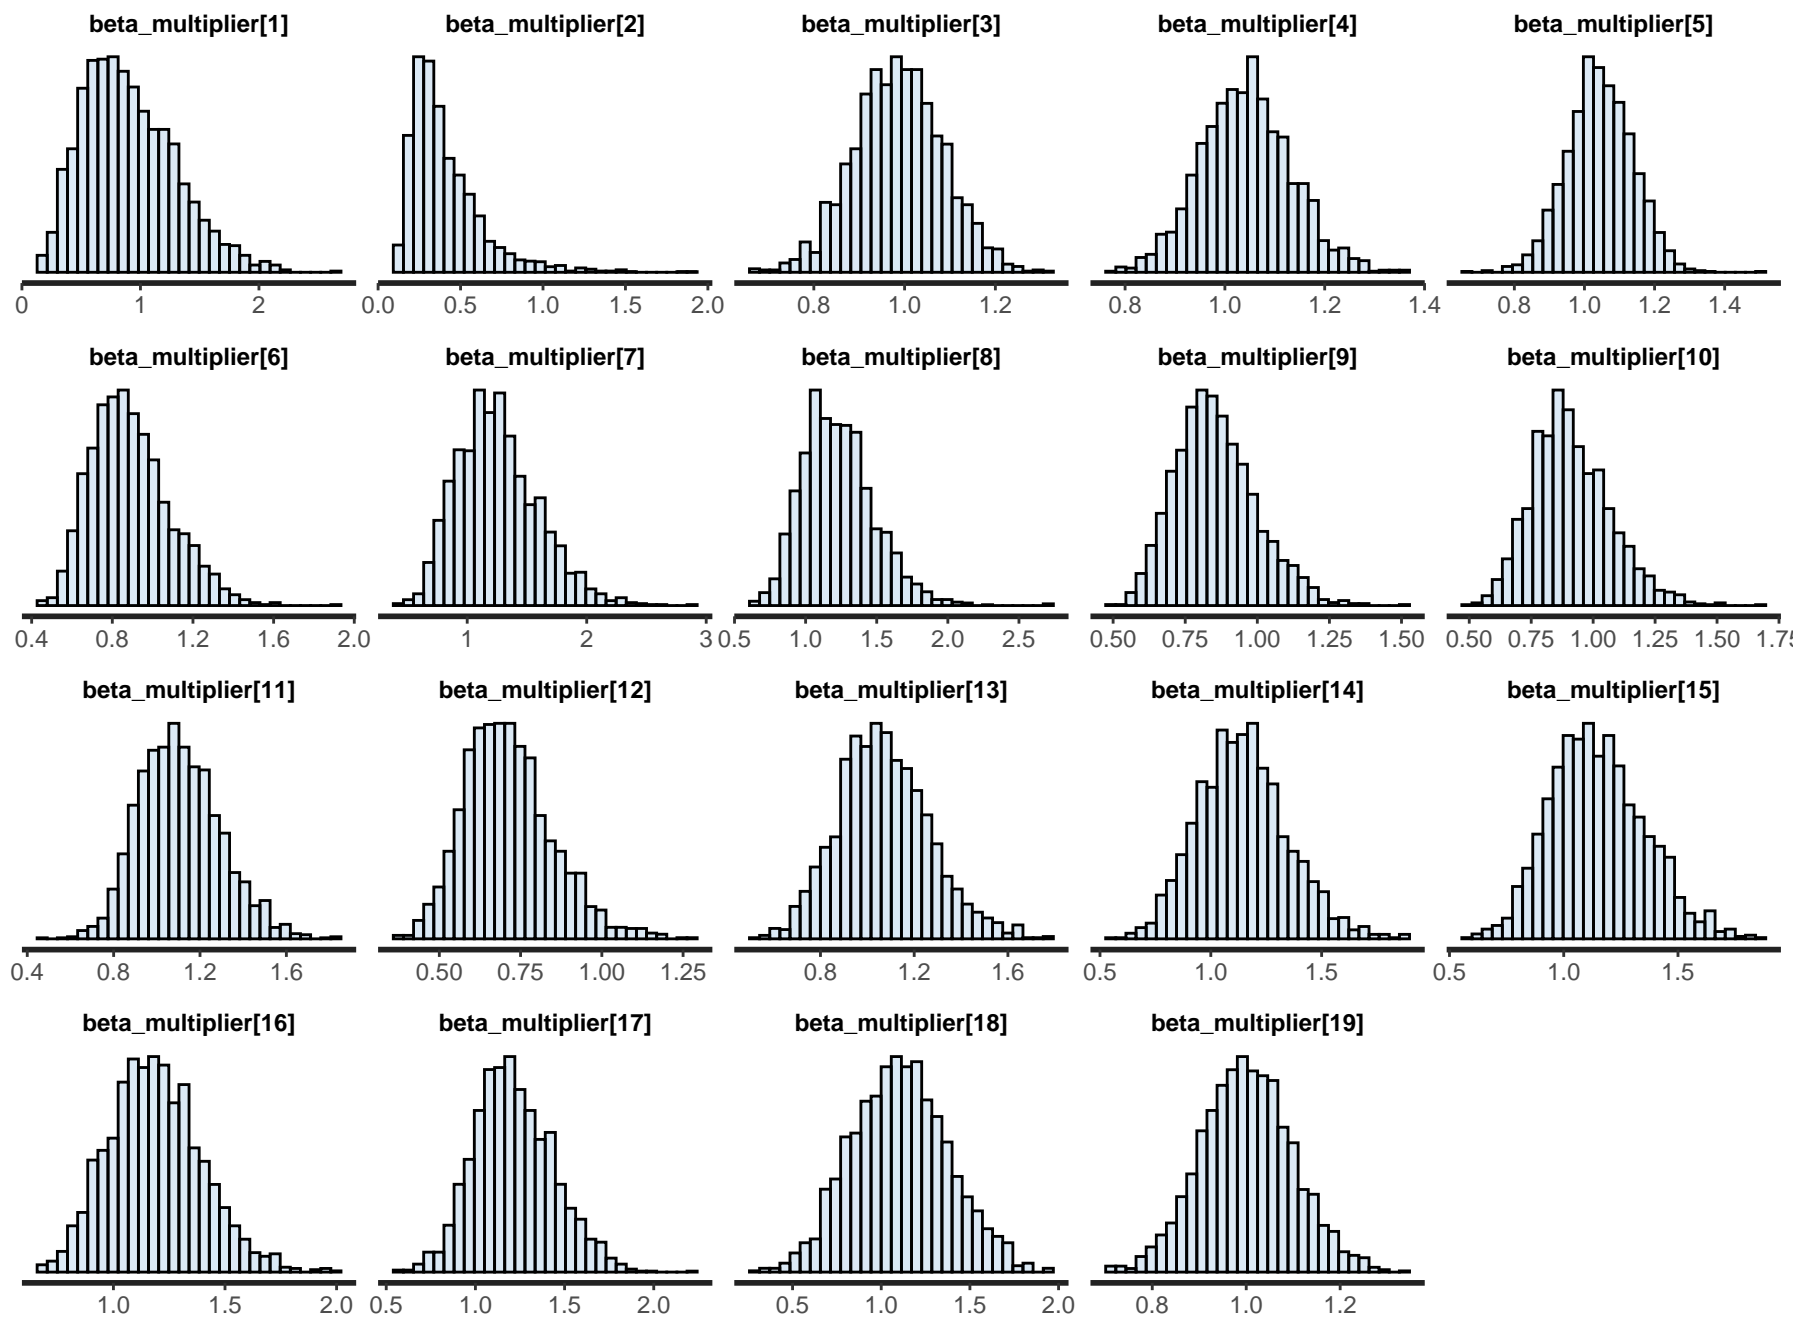 beta_multiplier[1] beta_multiplier[2] beta_multiplier[3] beta_multiplier[4] beta_multiplier[5]
0 1 2 0.0 0.5 1.0 1.5 2.0 0.8 1.0 1.2 0.8 1.0 1.2 1.4 0.8 1.0 1.2 1.4
beta_multiplier[6] beta_multiplier[7] beta_multiplier[8] beta_multiplier[9] beta_multiplier[10]
0.4 0.8 1.2 1.6 2.0 1 2 3 0.5 1.0 1.5 2.0 2.5 0.50 0.75 1.00 1.25 1.50 0.50 0.75 1.00 1.25 1.50 1.75
beta_multiplier[11] beta_multiplier[12] beta_multiplier[13] beta_multiplier[14] beta_multiplier[15]
0.4 0.8 1.2 1.6 0.50 0.75 1.00 1.25 0.8 1.2 1.6 0.5 1.0 1.5 0.5 1.0 1.5
beta_multiplier[16] beta_multiplier[17] beta_multiplier[18] beta_multiplier[19]
1.0 1.5 2.0 0.5 1.0 1.5 2.0 0.5 1.0 1.5 2.0 0.8 1.0 1.2